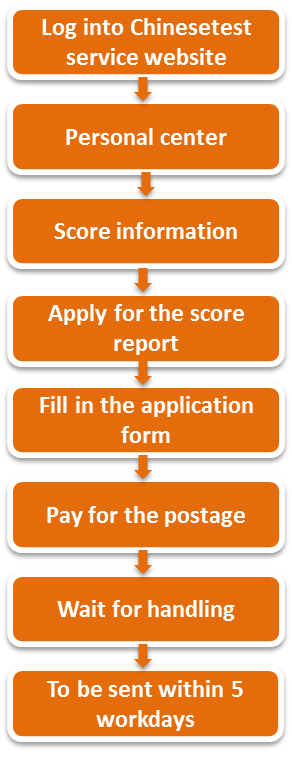 Log into Chinesetest
service website
Personal center
Score information
Apply for the score
report
Fill in the application
form
Pay for the postage
Wait for handling
To be sent within 5
workdays